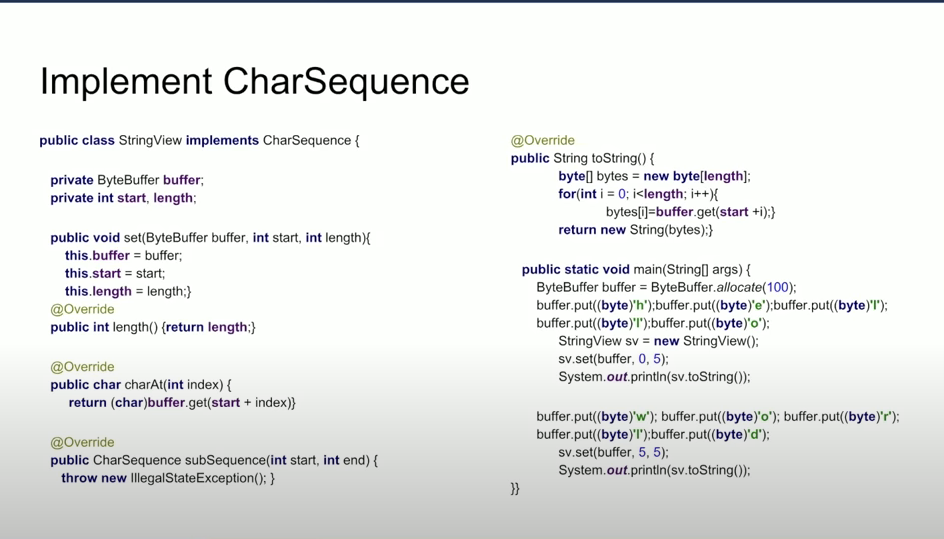 Implement CharSequence
public class StringView implements CharSequence {
private ByteBuffer buffer;
private int start, length;
public void set(ByteBuffer buffer, int start, int length){
this.buffer = buffer;
this.start = start;
this.length = length;}
@Override
public int length() {return length;}
@Override
public char charAt(int index) {
return (char)buffer.get(start + index)}
@Override
public CharSequence subSequence(int start, int end) {
throw new IllegalStateException(); }
@Override
public String toString() {
byte[] bytes = new byte[length];
for(int i = 0; i<length; i++){
bytes[i]=buffer.get(start +i);}
return new String(bytes);}
public static void main(String[] args) {
ByteBuffer buffer = ByteBuffer.allocate(100);
buffer.put((byte)'h');buffer.put((byte)'e');buffer.put((byte)'l');
buffer.put((byte)'l');buffer.put((byte)'o');
StringView sv = new StringView();
sv.set(buffer, 0, 5);
System.out.println(sv.toString());
buffer.put((byte)'w'); buffer.put((byte)'o'); buffer.put((byte)'r');
buffer.put((byte)'l');buffer.put((byte)'d');
sv.set(buffer, 5, 5);
System.out.println(sv.toString());
}}